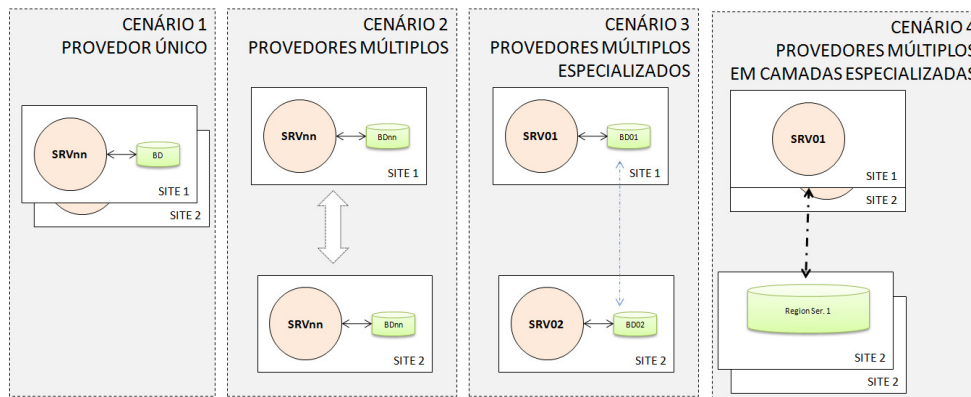 CENÁRIO 1
PROVEDOR ÚNICO
SRVnn
BD
SITE 1
SITE 2
CENÁRIO 2
PROVEDORES MÚLTIPLOS
SRVnn
BDnn
SITE 1
SRVnn
BDnn
SITE 2
CENÁRIO 3
PROVEDORES MÚLTIPLOS
ESPECIALIZADOS
SRV01
BD01
SITE 1
SRV02
BD02
SITE 2
CENÁRIO 4
PROVEDORES MÚLTIPLOS
EM CAMADAS ESPECIALIZADAS
SRV01
SITE 1
SITE 2
Region Ser. 1
SITE 2
SITE 2